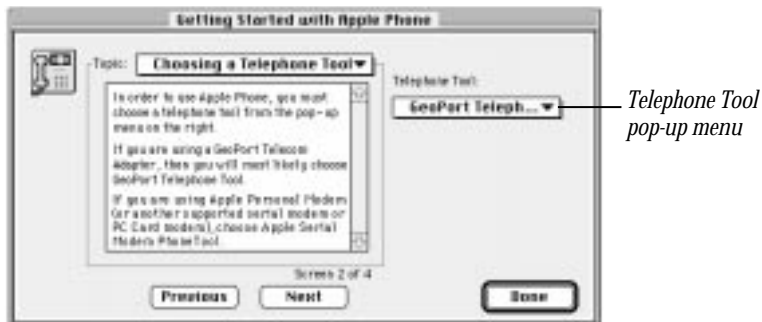 Getting Started with Apple Phone
Topic: Choosing a Telephone Tool
Telephone Tool:
GeoPort Teleph...
In order to use Apple Phone, you must
choose a telephone tool from the pop-up
menu on the right.
If you are using a GeoPort Telecom
Adapter, then you will most likely choose
GeoPort Telephone Tool.
If you are using Apple Personal Modem
(or another supported serial modem or
PC Card modem), choose Apple Serial
Modem PhoneTool.
Screen 2 of 4
Previous Next Done
Telephone Tool
pop-up menu